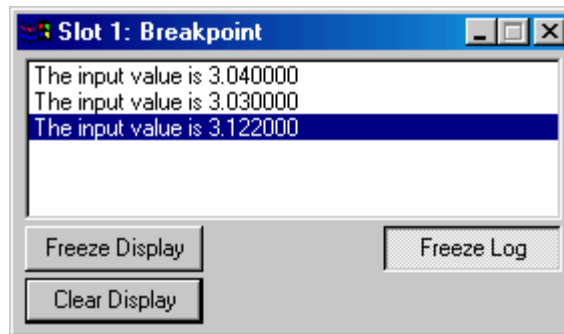 Slot 1: Breakpoint
The input value is 3.040000
The input value is 3.030000
The input value is 3.122000
Freeze Display
Freeze Log
Clear Display